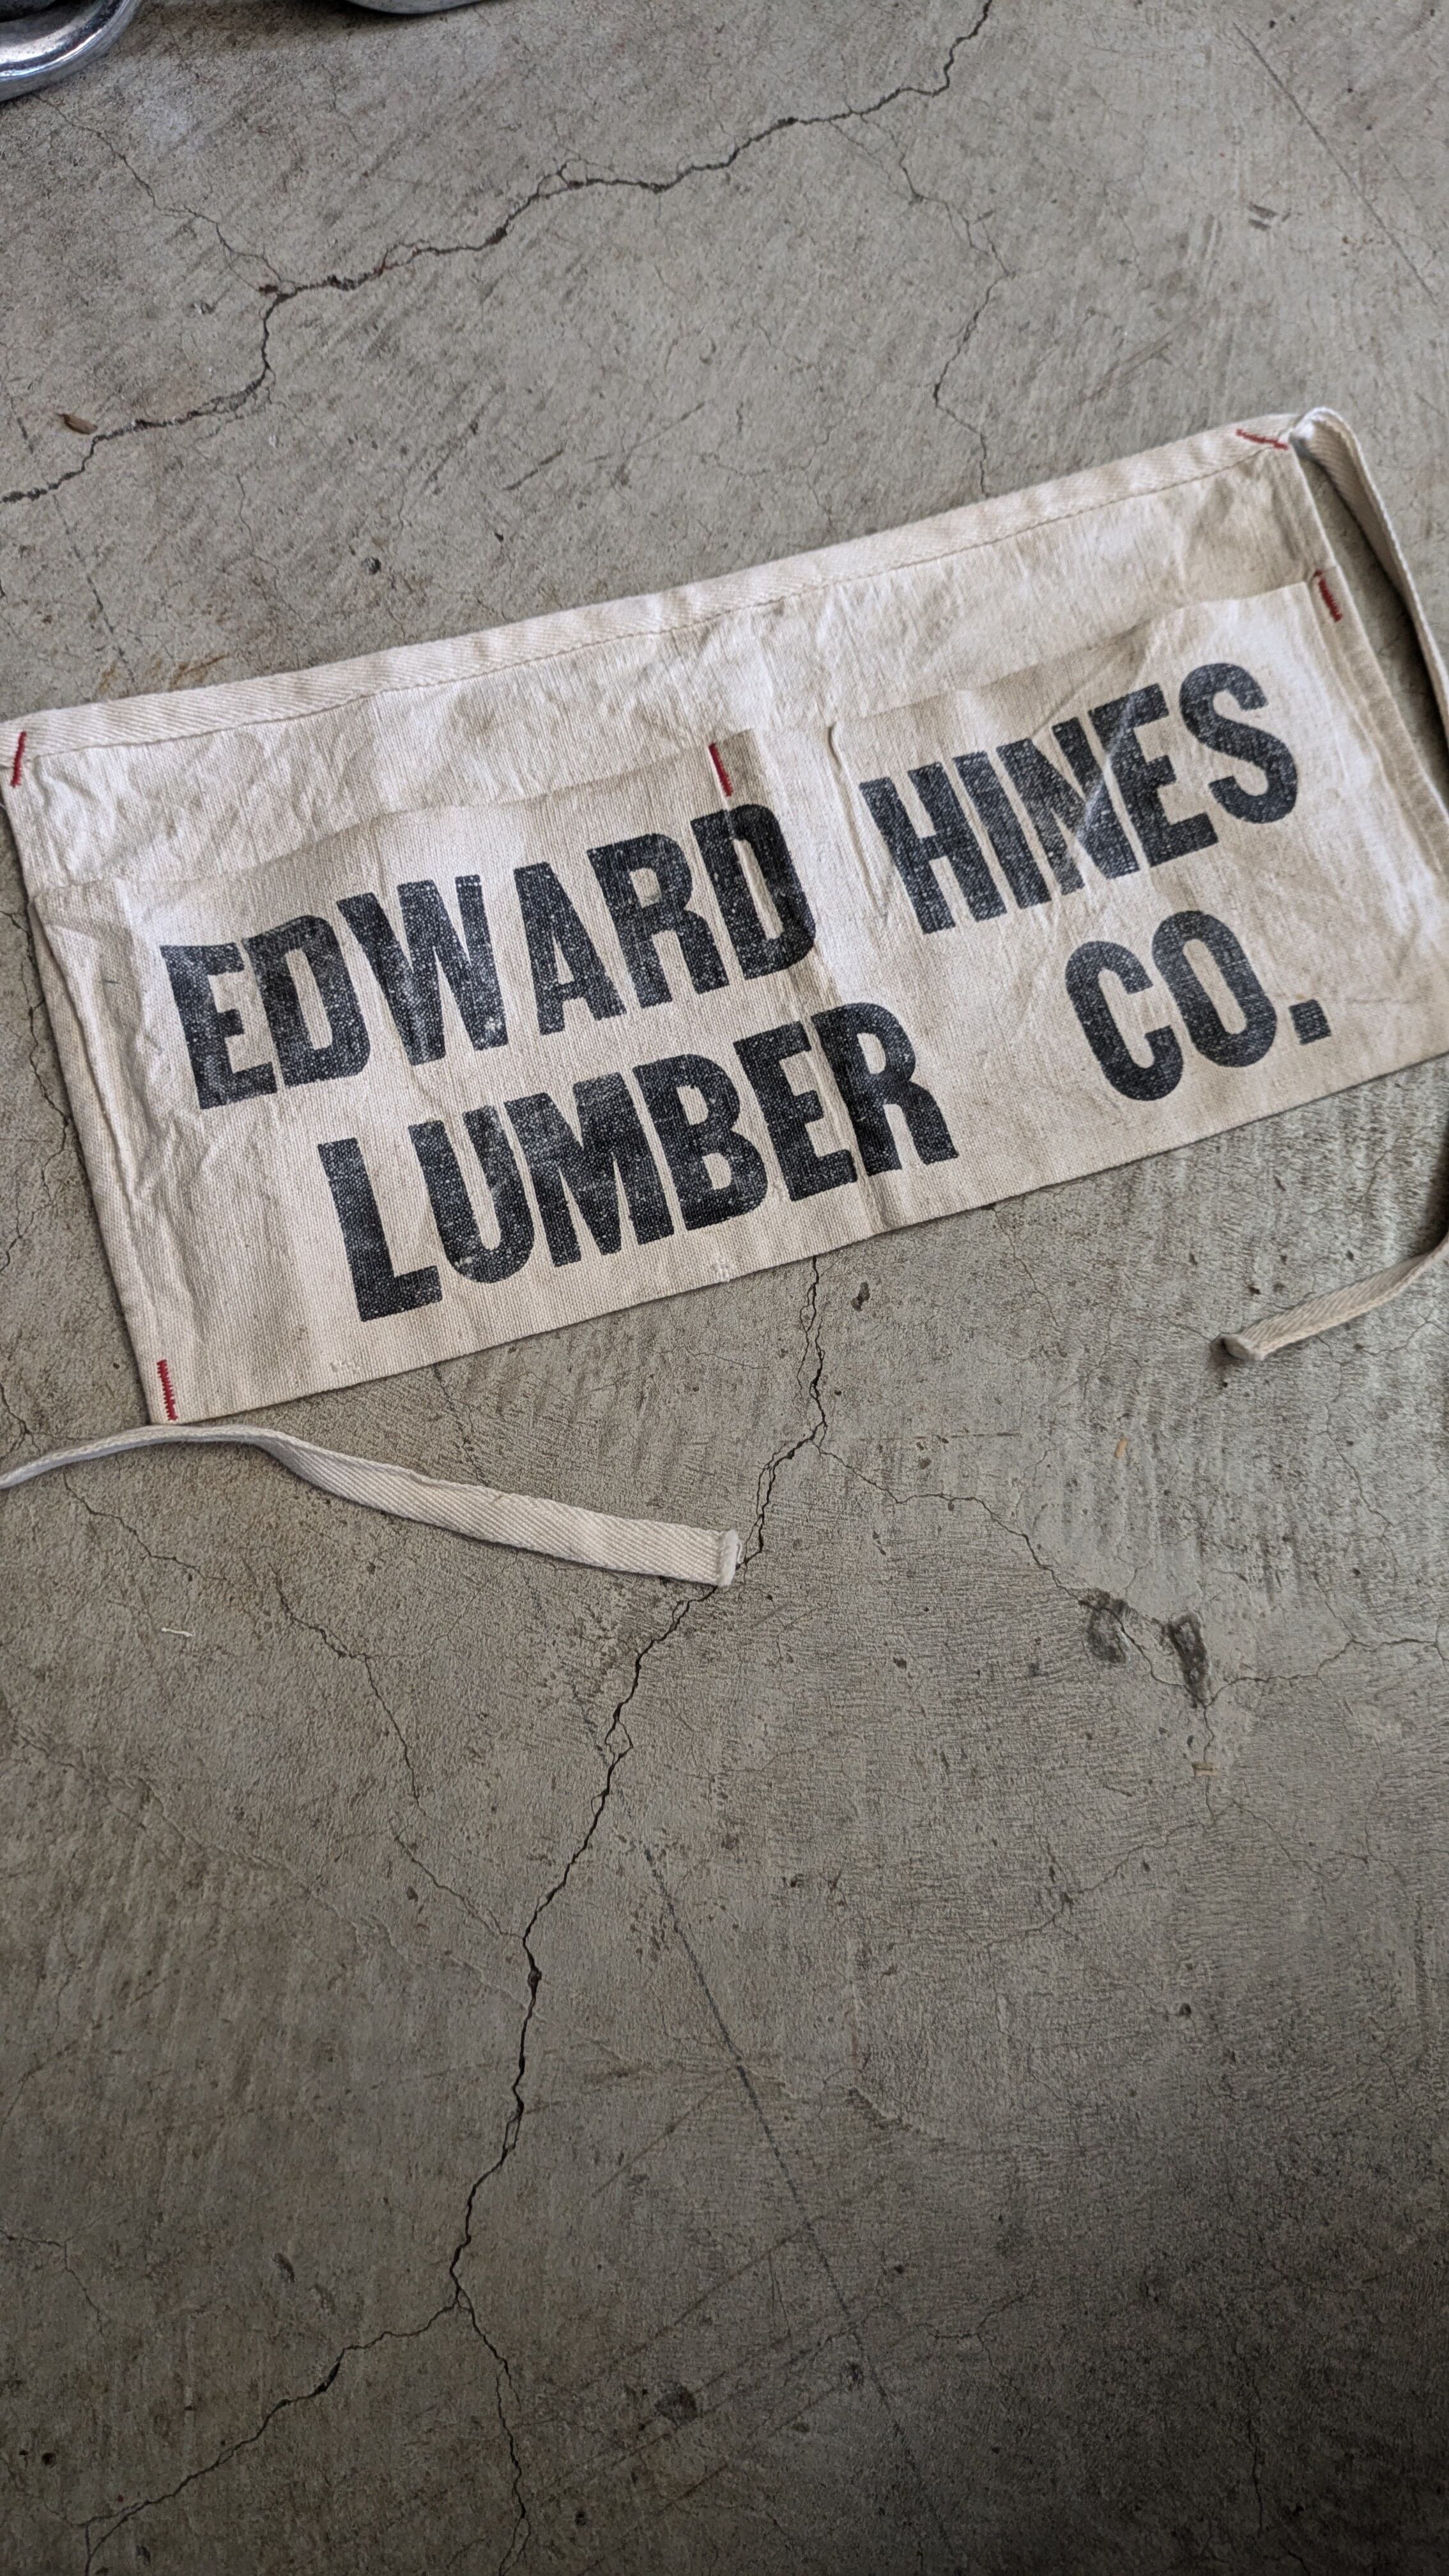 EDWARD HINES
LUMBER CO.